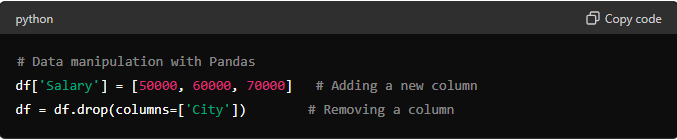 python
Copy code
# Data manipulation with Pandas
df['Salary'] = [50000, 60000, 70000]   # Adding a new column
df = df.drop(columns=['City'])        # Removing a column